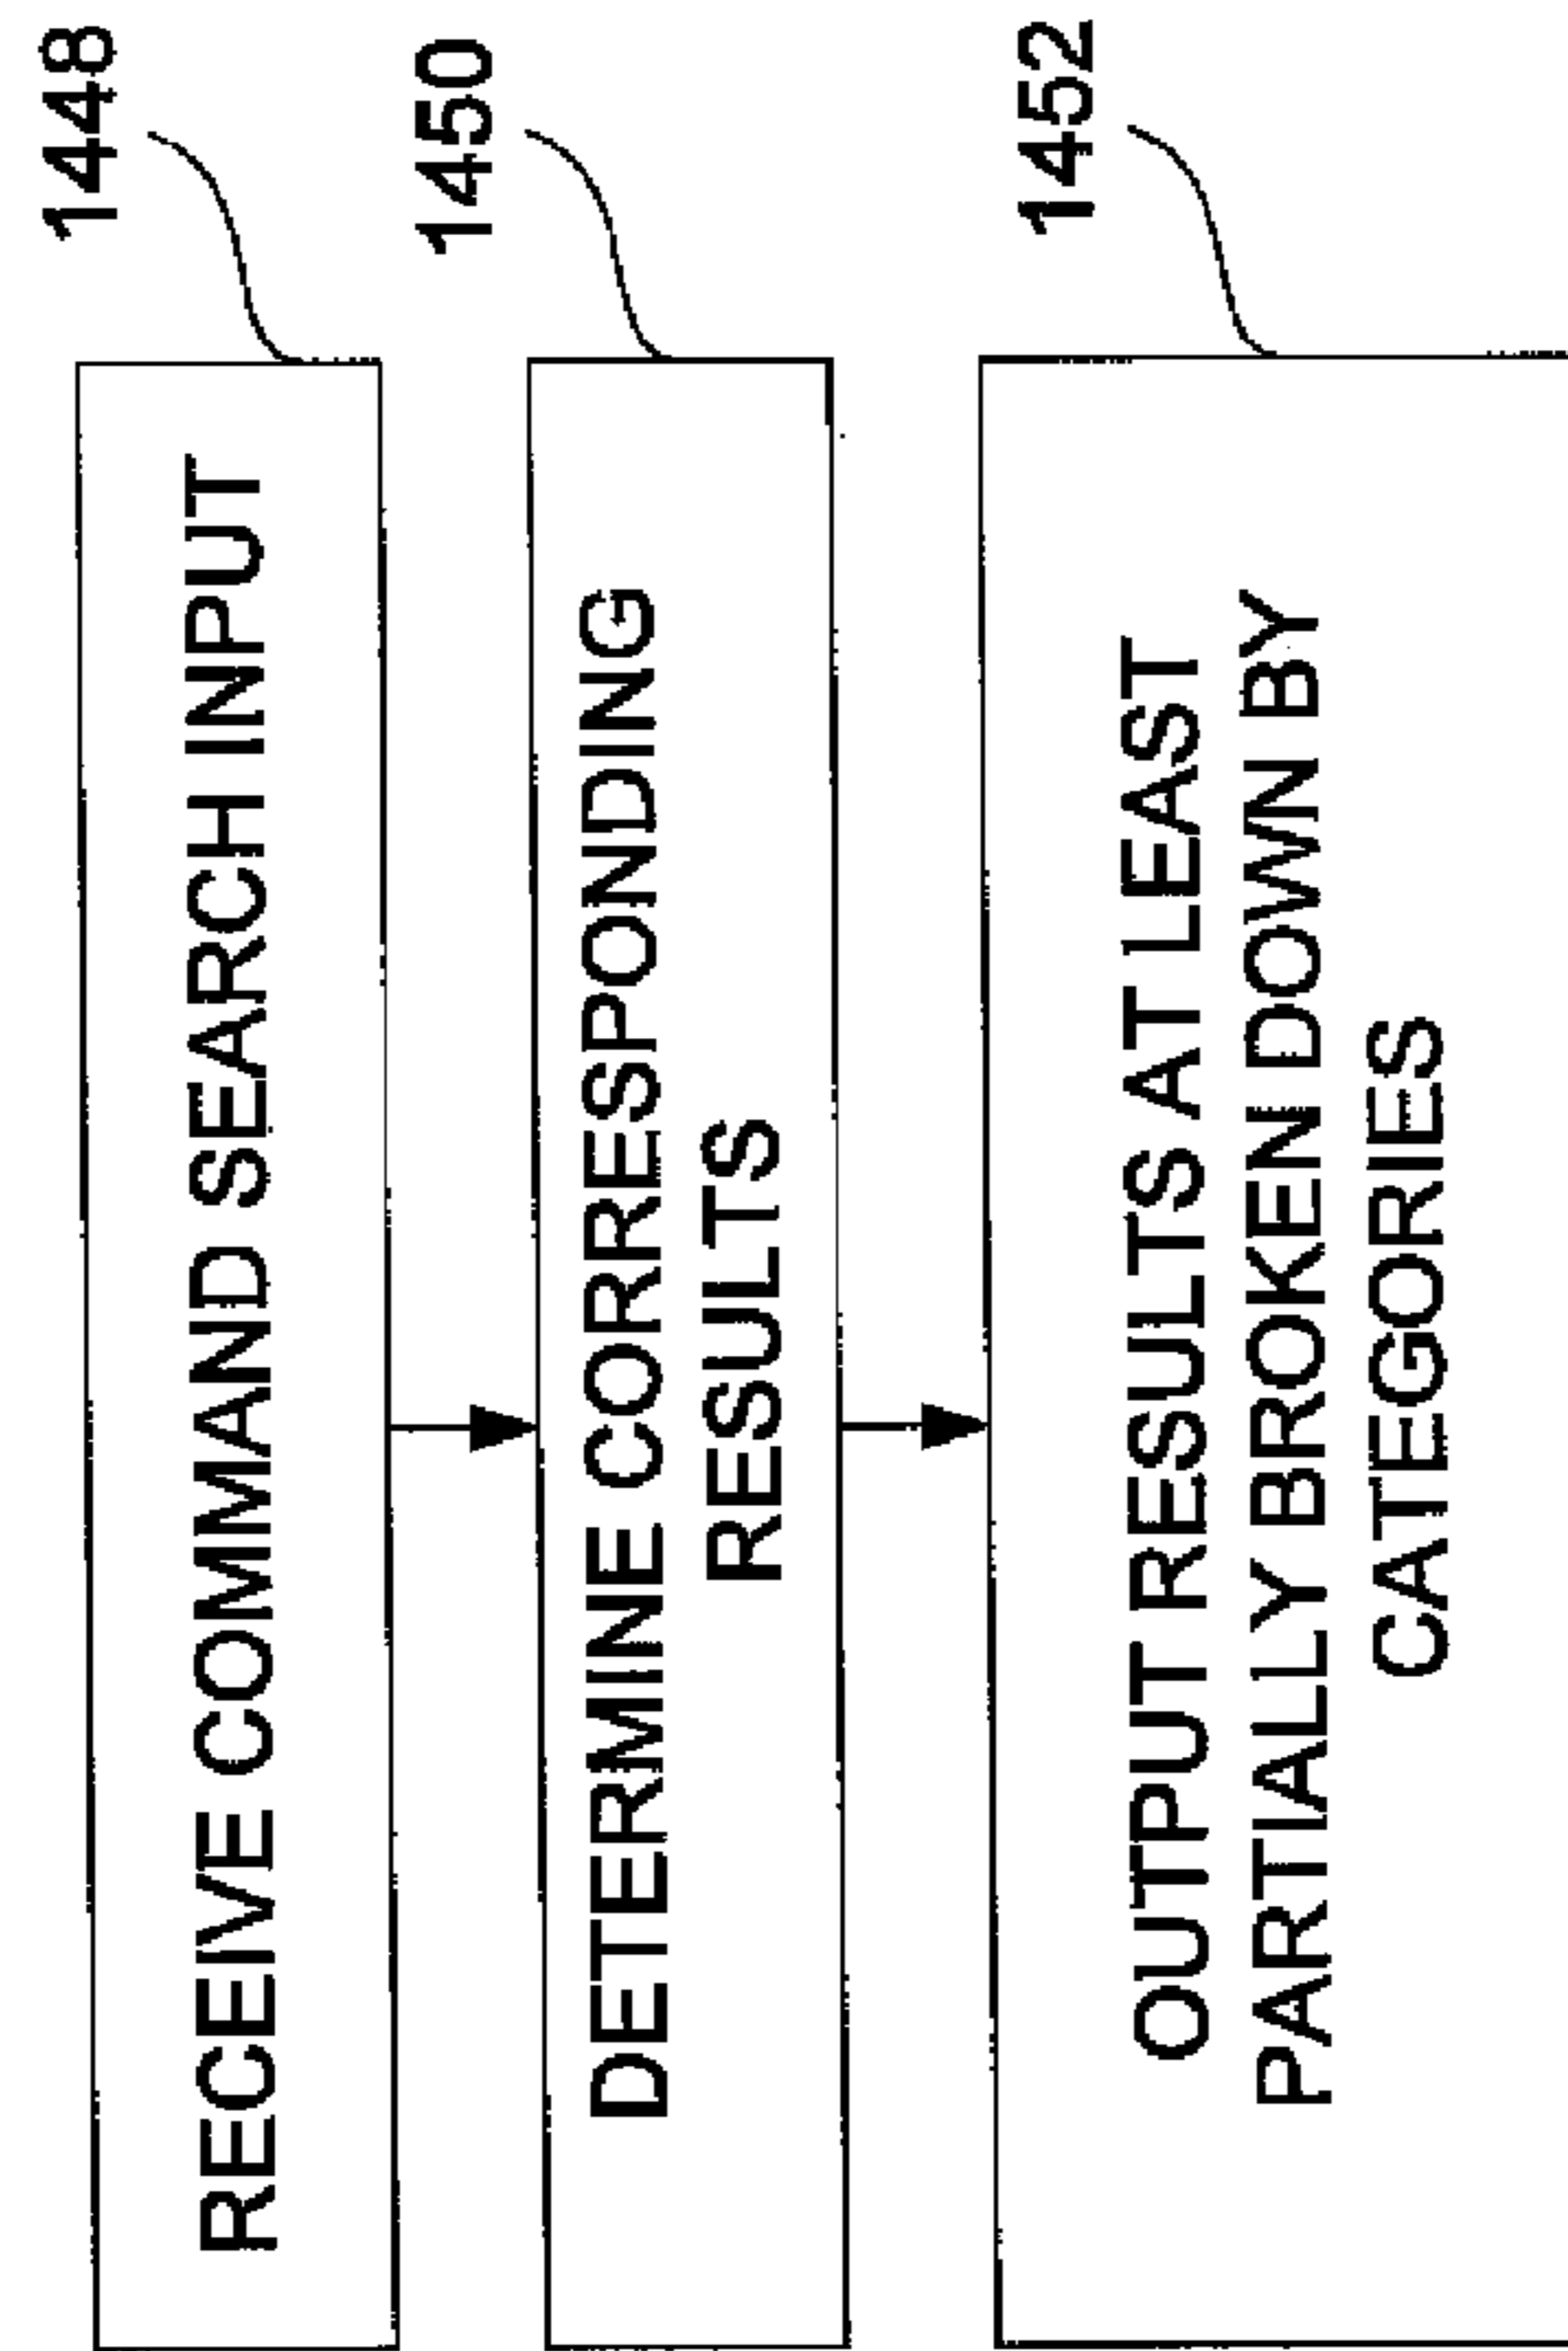 1448
RECEIVE COMMAND SEARCH INPUT
1450
DETERMINE CORRESPONDING
RESULTS
1452
OUTPUT RESULTS AT LEAST
PARTIALLY BROKEN DOWN BY
CATEGORIES